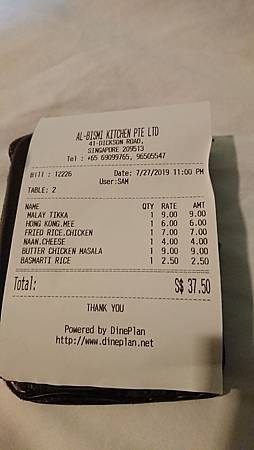 AL-BISMI KITCHEN PTE LTD
41-DICKSON ROAD,
SINGAPORE 209513
Tel : +65 69099765, 96505547
Bill : 12226 Date: 7/27/2019 11:00 PM
User:SAM
TABLE: 2
NAME QTY RATE AMT
MALAY TIKKA 1 9.00 9.00
HONG KONG.MEE 1 6.00 6.00
FRIED RICE.CHICKEN 1 7.00 7.00
NAAN.CHEESE 1 4.00 4.00
BUTTER CHICKEN MASALA 1 9.00 9.00
BASMARTI RICE 1 2.50 2.50
Total: S$ 37.50
THANK YOU
Powered by DinePlan
http://www.dineplan.net